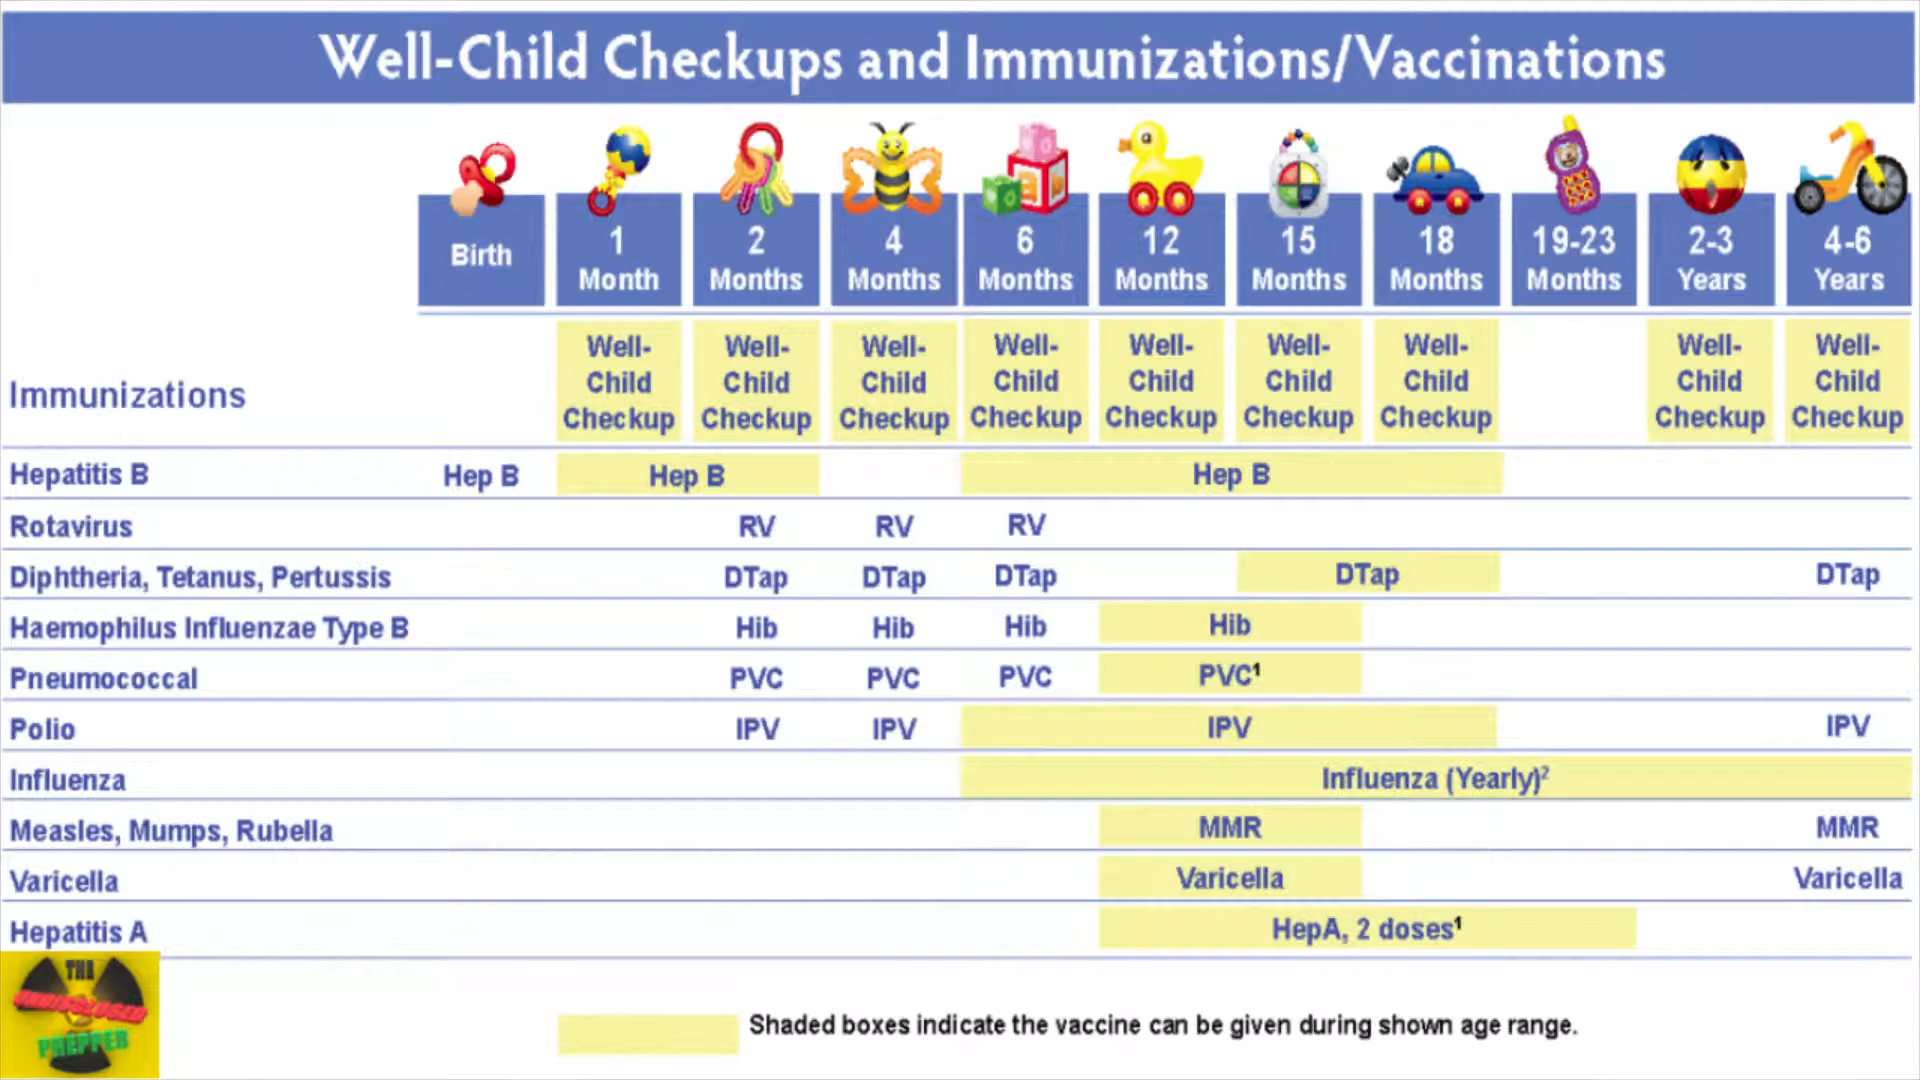 Well-Child Checkups and Immunizations/Vaccinations
Birth
1 Month
2 Months
4 Months
6 Months
12 Months
15 Months
18 Months
19-23 Months
2-3 Years
4-6 Years
Immunizations
Well-Child Checkup
Well-Child Checkup
Well-Child Checkup
Well-Child Checkup
Well-Child Checkup
Well-Child Checkup
Well-Child Checkup
Well-Child Checkup
Well-Child Checkup
Hepatitis B Hep B Hep B Hep B
Rotavirus RV RV RV
Diphtheria, Tetanus, Pertussis DTap DTap DTap DTap DTap
Haemophilus Influenzae Type B Hib Hib Hib Hib
Pneumococcal PVC PVC PVC PVC¹
Polio IPV IPV IPV IPV
Influenza Influenza (Yearly)²
Measles, Mumps, Rubella MMR MMR
Varicella Varicella Varicella
Hepatitis A HepA, 2 doses¹
THE
UNDISCLOSED
PREPPER
Shaded boxes indicate the vaccine can be given during shown age range.